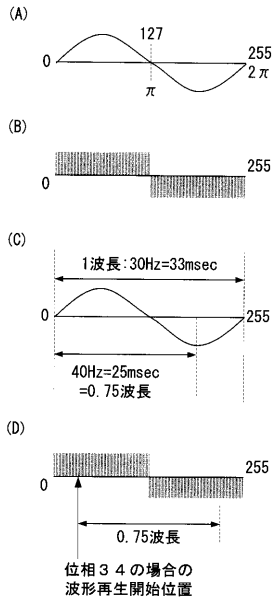 (A)
127
0
255
π
2π
(B)
255
0
(C)
1波長:30Hz=33msec
0
255
40Hz=25msec
=0.75波長
(D)
255
0
0.75波長
位相34の場合の
波形再生開始位置